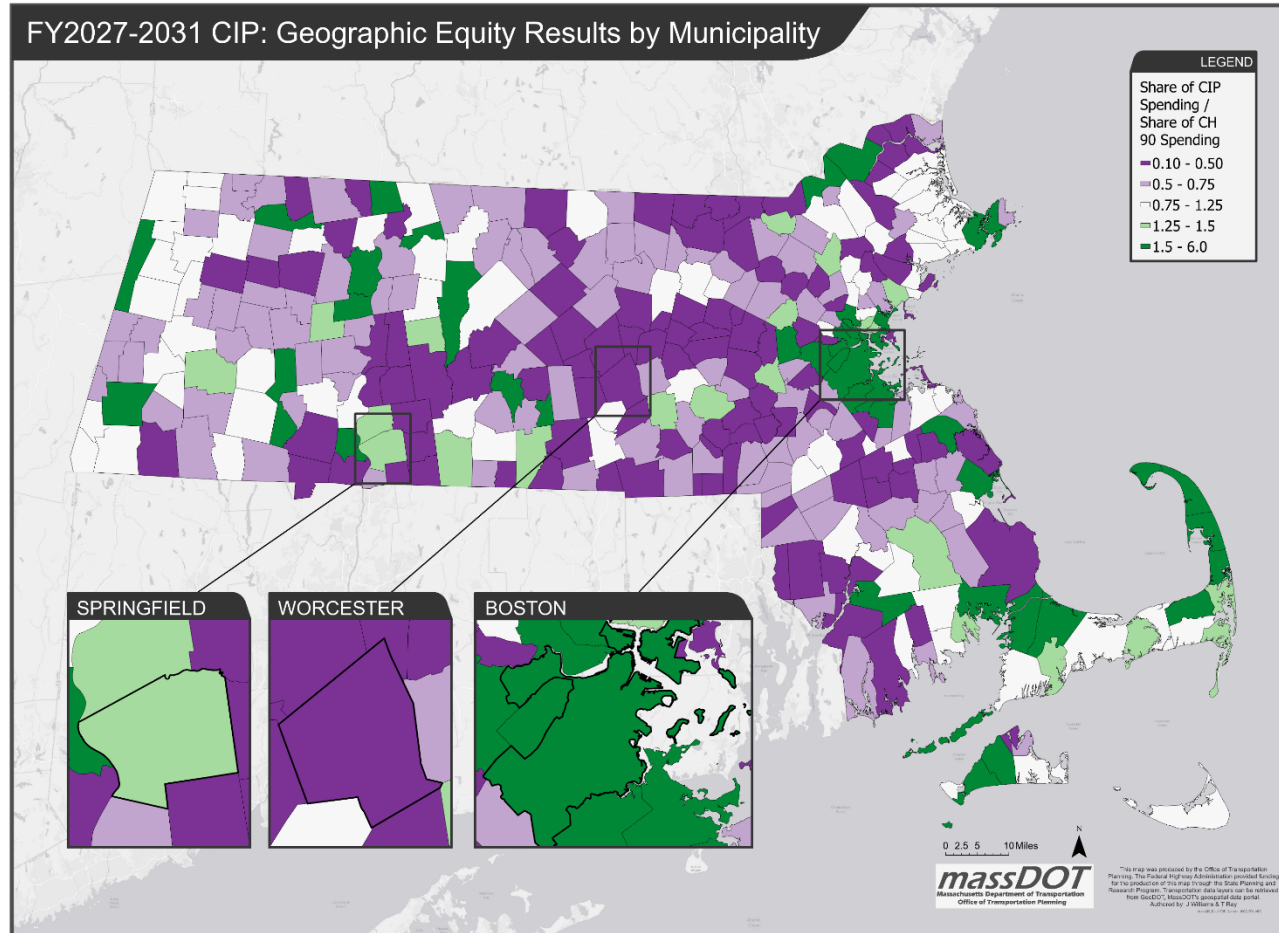 FY2027-2031 CIP: Geographic Equity Results by Municipality
LEGEND
Share of CIP
Spending /
Share of CH
90 Spending
0.10 - 0.50
0.5 - 0.75
0.75 - 1.25
1.25 - 1.5
1.5 - 6.0
SPRINGFIELD
WORCESTER
BOSTON
0 2.5 5 10 Miles
N
massDOT
Massachusetts Department of Transportation
Office of Transportation Planning
This map was produced by the Office of Transportation
Planning. The Federal Highway Administration provided funding
for the production of this map through the State Planning and
Research Program. Transportation data layers can be retrieved
from GeoDOT, MassDOT's geospatial data portal.
Authored by: J Williams & T Ray